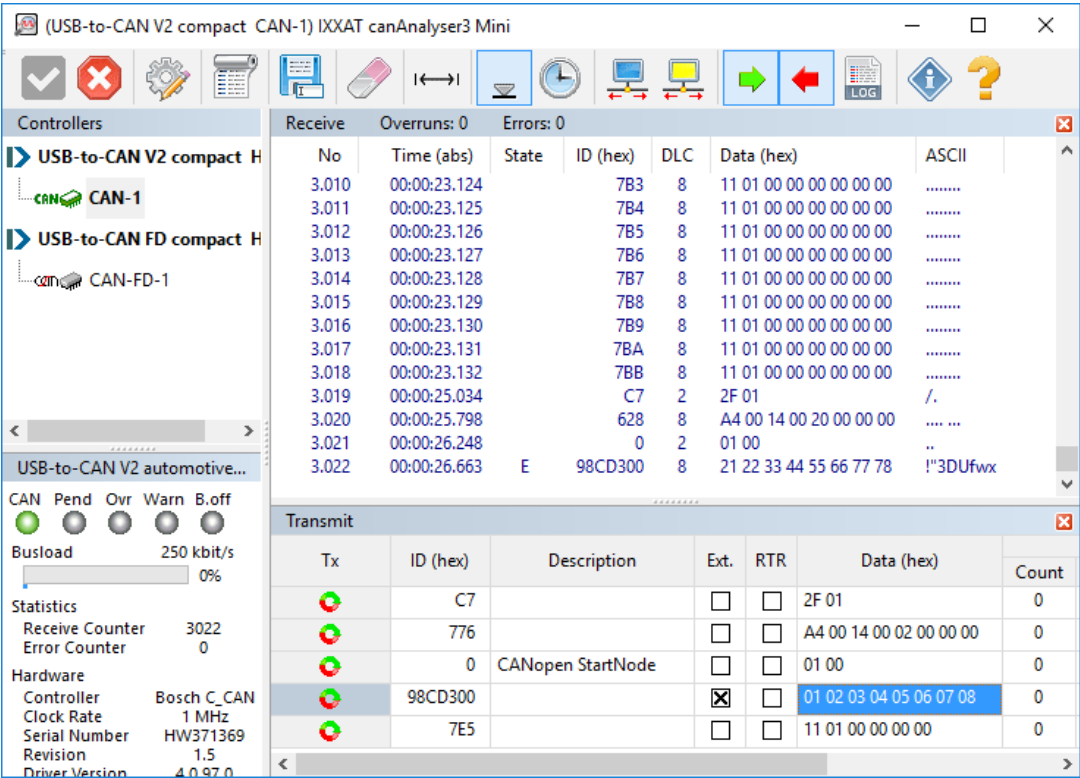 (USB-to-CAN V2 compact CAN-1) IXXAT canAnalyser3 Mini
LOG
Controllers
USB-to-CAN V2 compact H
CAN CAN-1
USB-to-CAN FD compact H
can CAN-FD-1
USB-to-CAN V2 automotive...
CAN Pend Ovr Warn B.off
Busload 250 kbit/s
0%
Statistics
Receive Counter 3022
Error Counter 0
Hardware
Controller Bosch C_CAN
Clock Rate 1 MHz
Serial Number HW371369
Revision 1.5
Driver Version 4.0.97.0
Receive Overruns: 0 Errors: 0
No Time (abs) State ID (hex) DLC Data (hex) ASCII
3.010 00:00:23.124 7B3 8 11 01 00 00 00 00 00 00 ........
3.011 00:00:23.125 7B4 8 11 01 00 00 00 00 00 00 ........
3.012 00:00:23.126 7B5 8 11 01 00 00 00 00 00 00 ........
3.013 00:00:23.127 7B6 8 11 01 00 00 00 00 00 00 ........
3.014 00:00:23.128 7B7 8 11 01 00 00 00 00 00 00 ........
3.015 00:00:23.129 7B8 8 11 01 00 00 00 00 00 00 ........
3.016 00:00:23.130 7B9 8 11 01 00 00 00 00 00 00 ........
3.017 00:00:23.131 7BA 8 11 01 00 00 00 00 00 00 ........
3.018 00:00:23.132 7BB 8 11 01 00 00 00 00 00 00 ........
3.019 00:00:25.034 C7 2 2F 01 /.
3.020 00:00:25.798 628 8 A4 00 14 00 20 00 00 00 .... ...
3.021 00:00:26.248 0 2 01 00 ..
3.022 00:00:26.663 E 98CD300 8 21 22 33 44 55 66 77 78 !"3DUfwx
Transmit
Tx ID (hex) Description Ext. RTR Data (hex) Count
C7 2F 01 0
776 A4 00 14 00 02 00 00 00 0
0 CANopen StartNode 01 00 0
98CD300 01 02 03 04 05 06 07 08 0
7E5 11 01 00 00 00 00 0